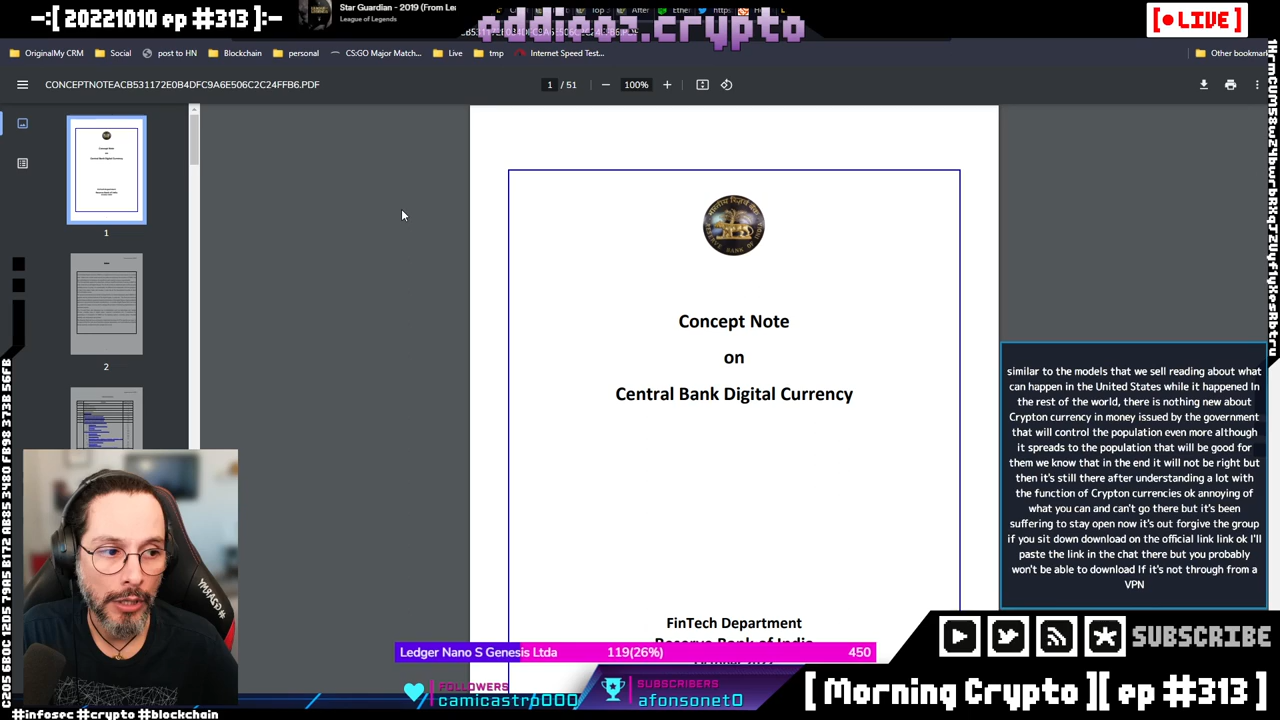 -:[ 20221010 ep #313 ]:-
Star Guardian - 2019 (From Lea
League of Legends
eddieoz.crypto
[ ● LIVE ]
OriginalMy CRM
Social
post to HN
Blockchain
personal
CS:GO Major Match...
Live
tmp
Internet Speed Test...
Other bookmar
CONCEPTNOTEACB531172E0B4DFC9A6E506C2C24FFB6.PDF
1 / 51
100%
1
2
Concept Note
on
Central Bank Digital Currency
FinTech Department
Reserve Bank of India
similar to the models that we sell reading about what
can happen in the United States while it happened In
the rest of the world, there is nothing new about
Crypton currency in money issued by the government
that will control the population even more although
it spreads to the population that will be good for
them we know that in the end it will not be right but
then it's still there after understanding a lot with
the function of Crypton currencies ok annoying of
what you can and can't go there but it's been
suffering to stay open now it's out forgive the group
if you sit down download on the official link link ok I'll
paste the link in the chat there but you probably
won't be able to download If it's not through from a
VPN
SUBSCRIBE
Ledger Nano S Genesis Ltda 119(26%) 450
FOLLOWERS
camicastrp000
SUBSCRIBERS
afonsonet0
[ Morning Crypto ][ ep #313 ]
#infosec #crypto #blockchain